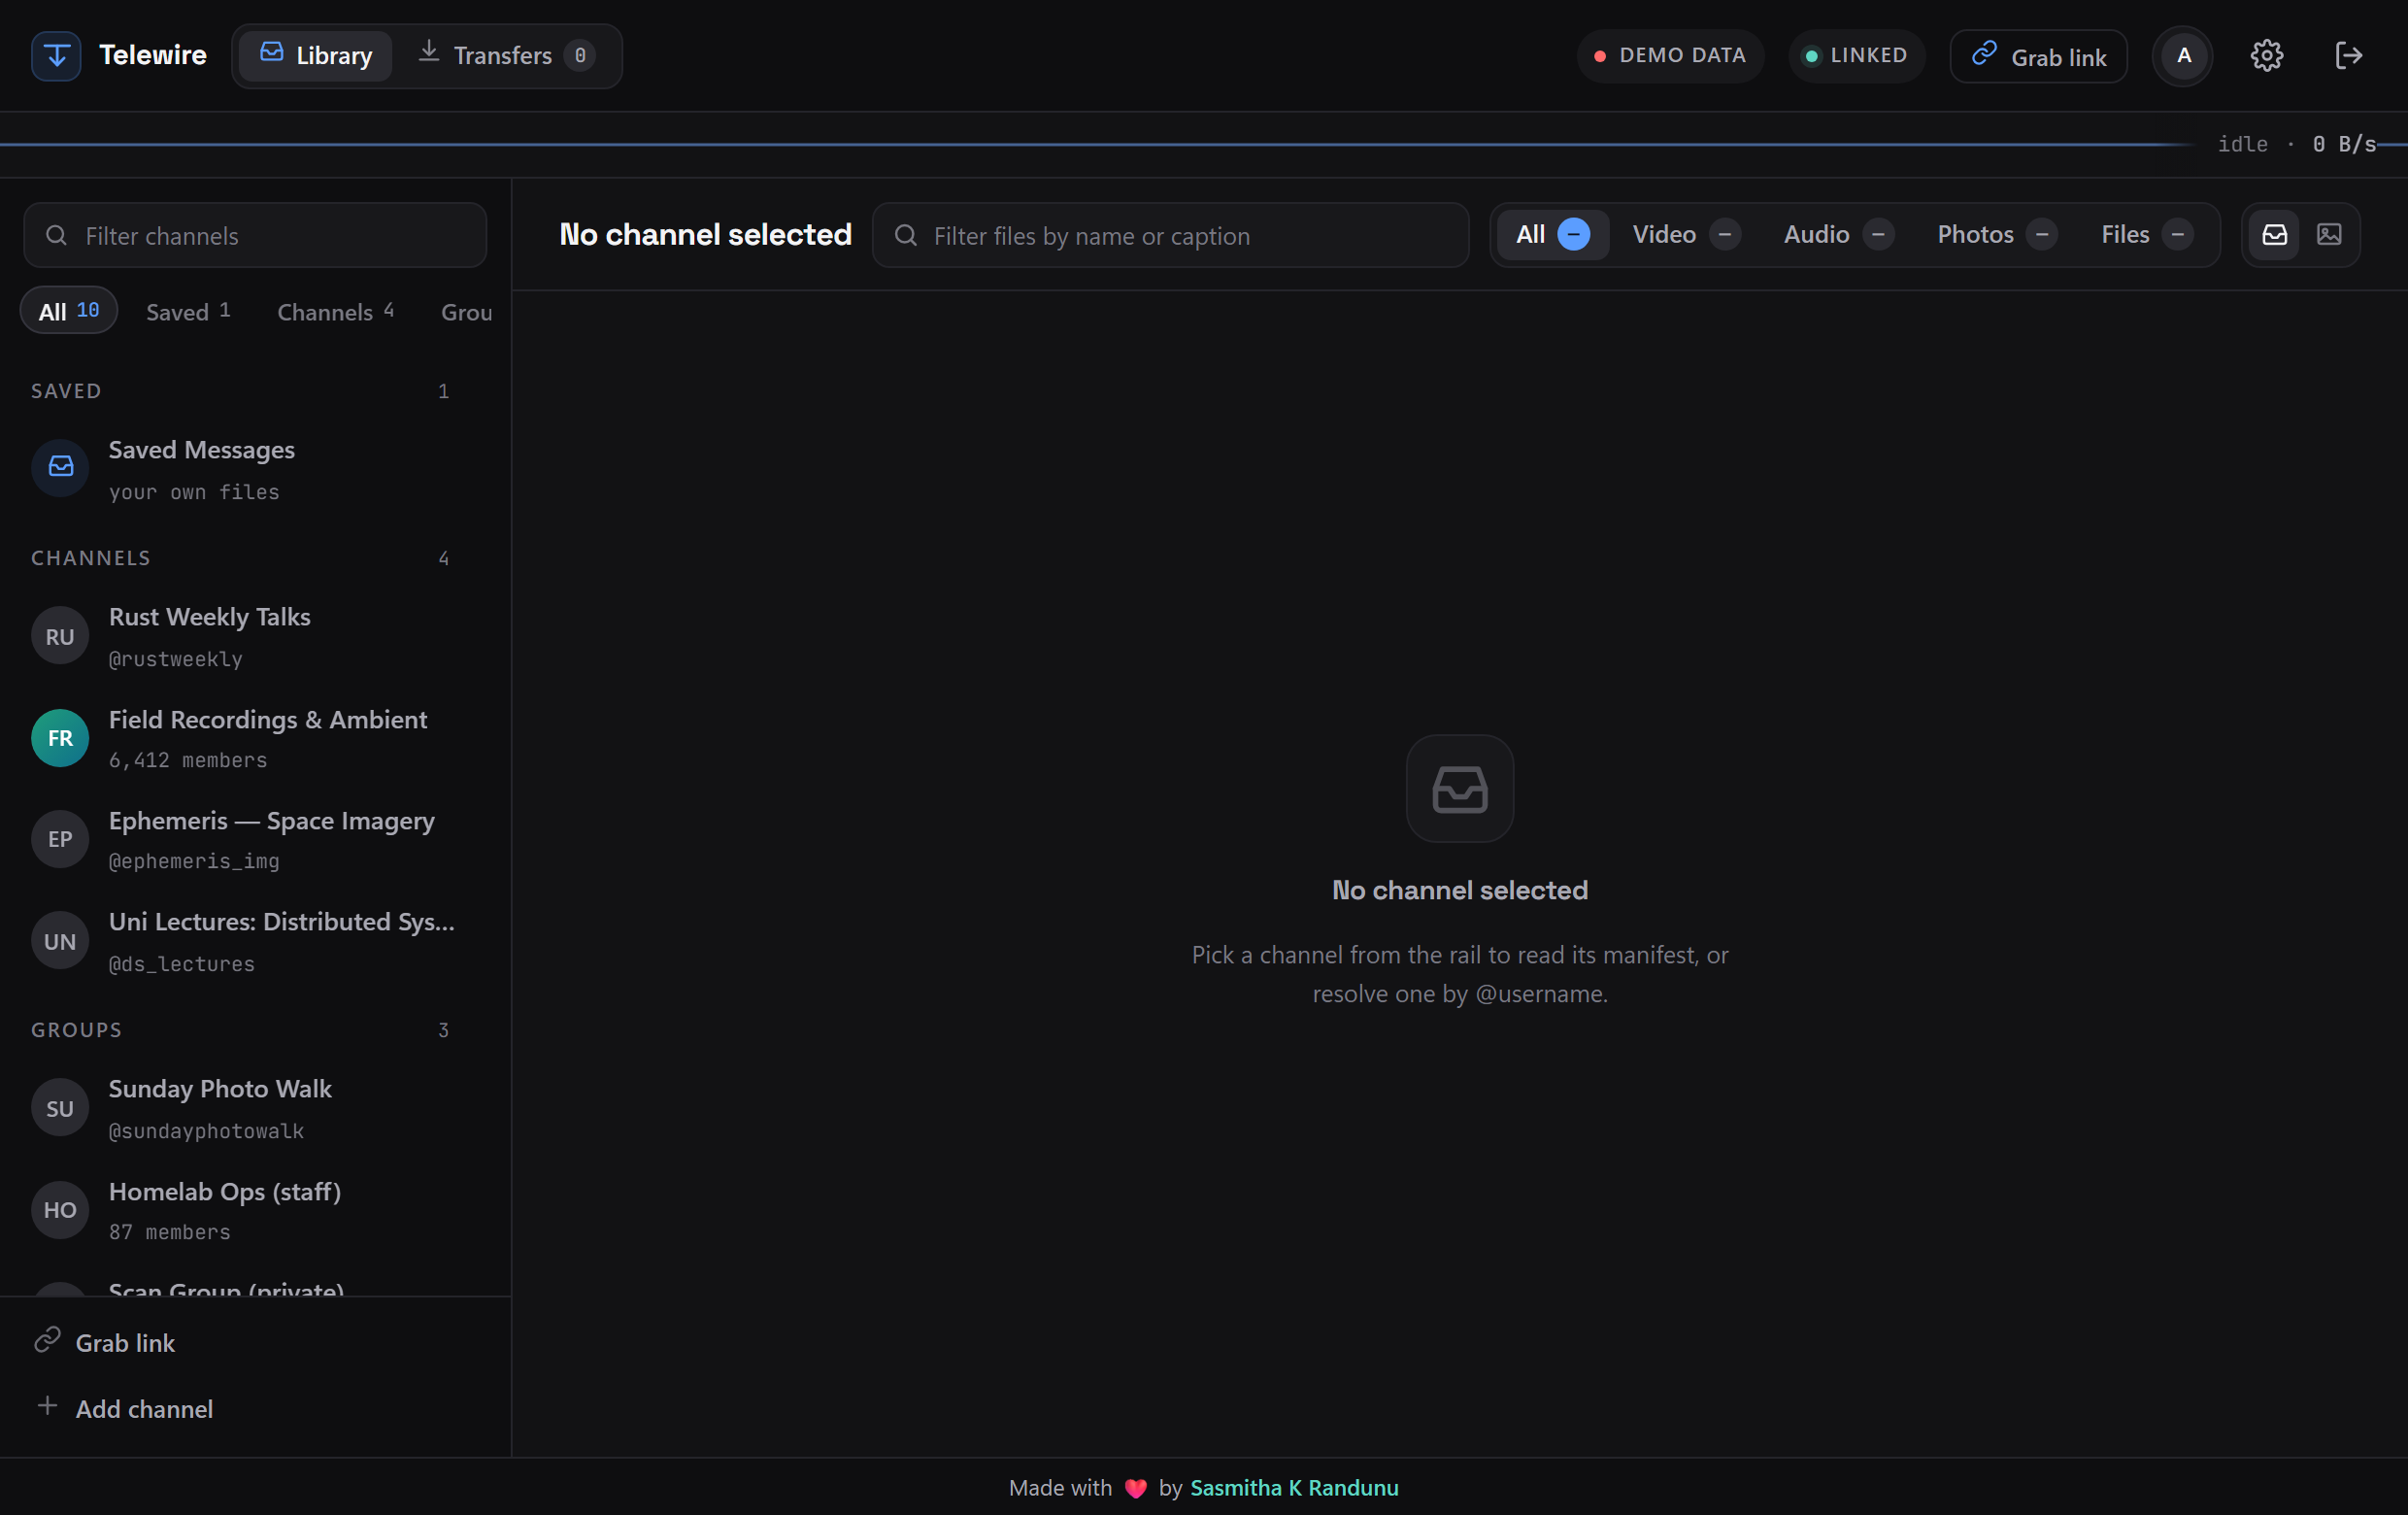 Telewire
Library
Transfers 0
DEMO DATA
LINKED
Grab link
A
idle · 0 B/s
Filter channels
All 10
Saved 1
Channels 4
Grou
SAVED 1
Saved Messages
your own files
CHANNELS 4
RU
Rust Weekly Talks
@rustweekly
FR
Field Recordings & Ambient
6,412 members
EP
Ephemeris — Space Imagery
@ephemeris_img
UN
Uni Lectures: Distributed Sys...
@ds_lectures
GROUPS 3
SU
Sunday Photo Walk
@sundayphotowalk
HO
Homelab Ops (staff)
87 members
Scan Group (private)
Grab link
Add channel
No channel selected
Filter files by name or caption
All –
Video –
Audio –
Photos –
Files –
No channel selected
Pick a channel from the rail to read its manifest, or
resolve one by @username.
Made with ❤️ by Sasmitha K Randunu